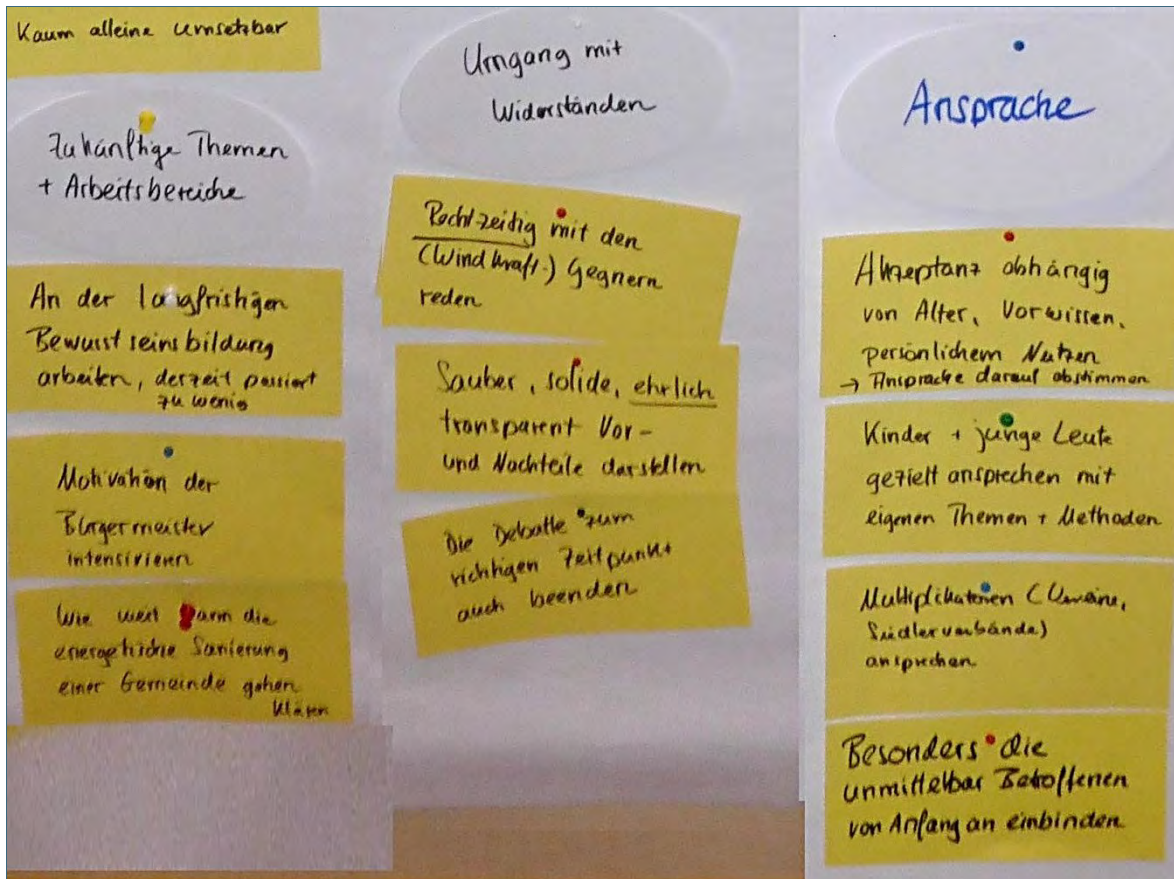 Kaum alleine umsetzbar
Zukünftige Themen
+ Arbeitsbereiche
An der langfristigen
Bewusstseinsbildung
arbeiten, derzeit passiert
zu wenig
Motivation der
Bürgermeister
intensivieren
Wie weit kann die
energetische Sanierung
einer Gemeinde gehen
klären
Umgang mit
Widerständen
Rechtzeitig mit den
(Windkraft-) Gegnern
reden
Sauber, solide, ehrlich
transparent Vor-
und Nachteile darstellen
Die Debatte zum
richtigen Zeitpunkt
auch beenden
Ansprache
Akzeptanz abhängig
von Alter, Vorwissen,
persönlichem Nutzen
→ Ansprache darauf abstimmen
Kinder + junge Leute
gezielt ansprechen mit
eigenen Themen + Methoden
Multiplikatoren (Vereine,
Siedlerverbände)
ansprechen
Besonders die
unmittelbar Betroffenen
von Anfang an einbinden